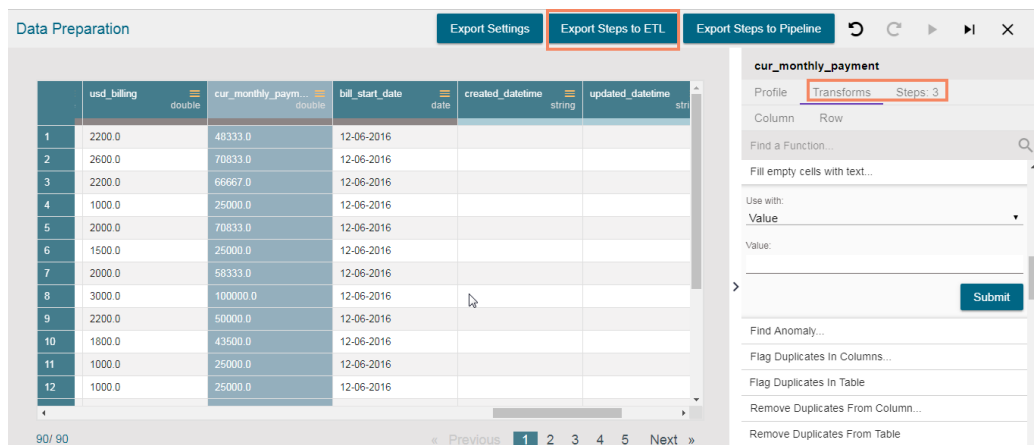 Data Preparation
Export Settings
Export Steps to ETL
Export Steps to Pipeline
cur_monthly_payment
Profile Transforms Steps: 3
Column Row
Find a Function...
Fill empty cells with text...
Use with:
Value
Value:
Submit
Find Anomaly...
Flag Duplicates In Columns...
Flag Duplicates In Table
Remove Duplicates From Column...
Remove Duplicates From Table
usd_billing cur_monthly_paym... bill_start_date created_datetime updated_datetime
double double date string stri
1 2200.0 48333.0 12-06-2016
2 2600.0 70833.0 12-06-2016
3 2200.0 66667.0 12-06-2016
4 1000.0 25000.0 12-06-2016
5 2000.0 70833.0 12-06-2016
6 1500.0 25000.0 12-06-2016
7 2000.0 58333.0 12-06-2016
8 3000.0 100000.0 12-06-2016
9 2200.0 50000.0 12-06-2016
10 1800.0 43500.0 12-06-2016
11 1000.0 25000.0 12-06-2016
12 1000.0 25000.0 12-06-2016
90/ 90
« Previous 1 2 3 4 5 Next »